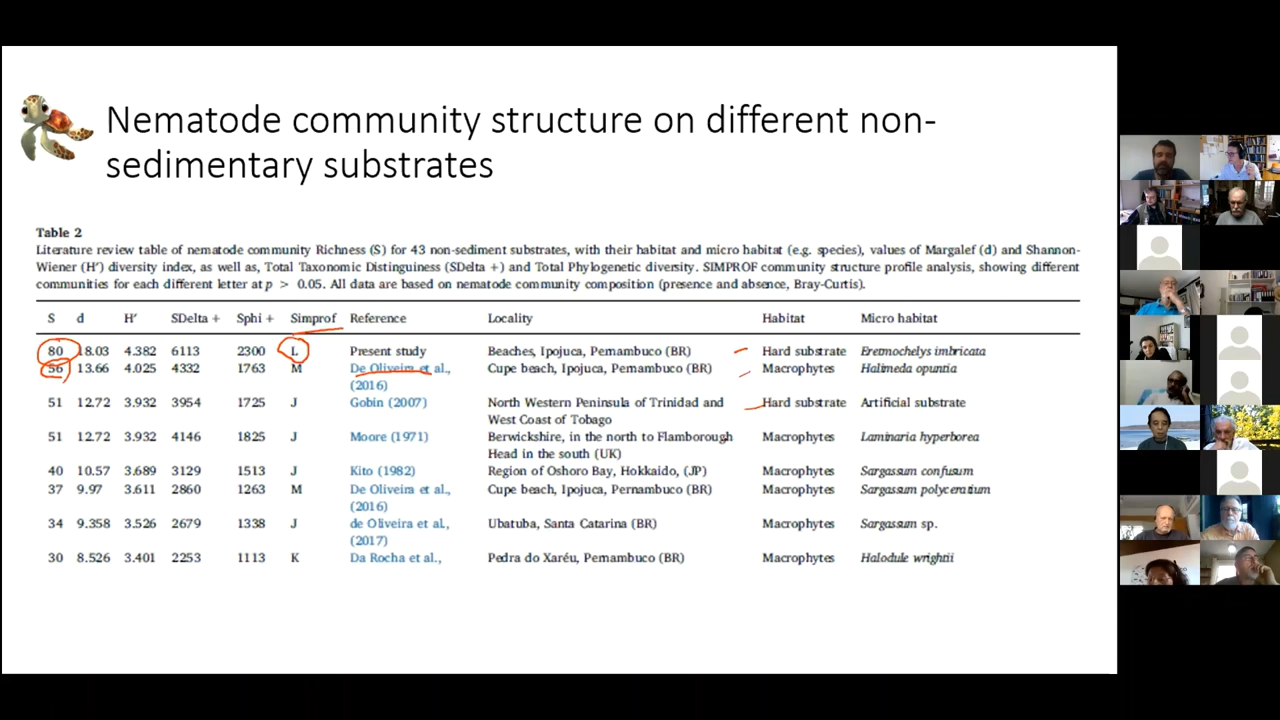 Nematode community structure on different non-
sedimentary substrates
Table 2
Literature review table of nematode community Richness (S) for 43 non-sediment substrates, with their habitat and micro habitat (e.g. species), values of Margalef (d) and Shannon-
Wiener (H′) diversity index, as well as, Total Taxonomic Distinguiness (SDelta +) and Total Phylogenetic diversity. SIMPROF community structure profile analysis, showing different
communities for each different letter at p > 0.05. All data are based on nematode community composition (presence and absence, Bray-Curtis).
S d H′ SDelta + Sphi + Simprof Reference Locality Habitat Micro habitat
80 18.03 4.382 6113 2300 L Present study Beaches, Ipojuca, Pernambuco (BR) Hard substrate Eretmochelys imbricata
56 13.66 4.025 4332 1763 M De Oliveira et al., Cupe beach, Ipojuca, Pernambuco (BR) Macrophytes Halimeda opuntia
(2016)
51 12.72 3.932 3954 1725 J Gobin (2007) North Western Peninsula of Trinidad and Hard substrate Artificial substrate
West Coast of Tobago
51 12.72 3.932 4146 1825 J Moore (1971) Berwickshire, in the north to Flamborough Macrophytes Laminaria hyperborea
Head in the south (UK)
40 10.57 3.689 3129 1513 J Kito (1982) Region of Oshoro Bay, Hokkaido, (JP) Macrophytes Sargassum confusum
37 9.97 3.611 2860 1263 M De Oliveira et al., Cupe beach, Ipojuca, Pernambuco (BR) Macrophytes Sargassum polyceratium
(2016)
34 9.358 3.526 2679 1338 J de Oliveira et al., Ubatuba, Santa Catarina (BR) Macrophytes Sargassum sp.
(2017)
30 8.526 3.401 2253 1113 K Da Rocha et al., Pedra do Xaréu, Pernambuco (BR) Macrophytes Halodule wrightii